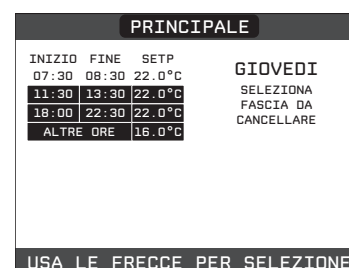 PRINCIPALE
INIZIO FINE SETP
07:30 08:30 22.0°C
11:30 13:30 22.0°C
18:00 22:30 22.0°C
ALTRE ORE 16.0°C
GIOVEDI
SELEZIONA
FASCIA DA
CANCELLARE
USA LE FRECCE PER SELEZIONE